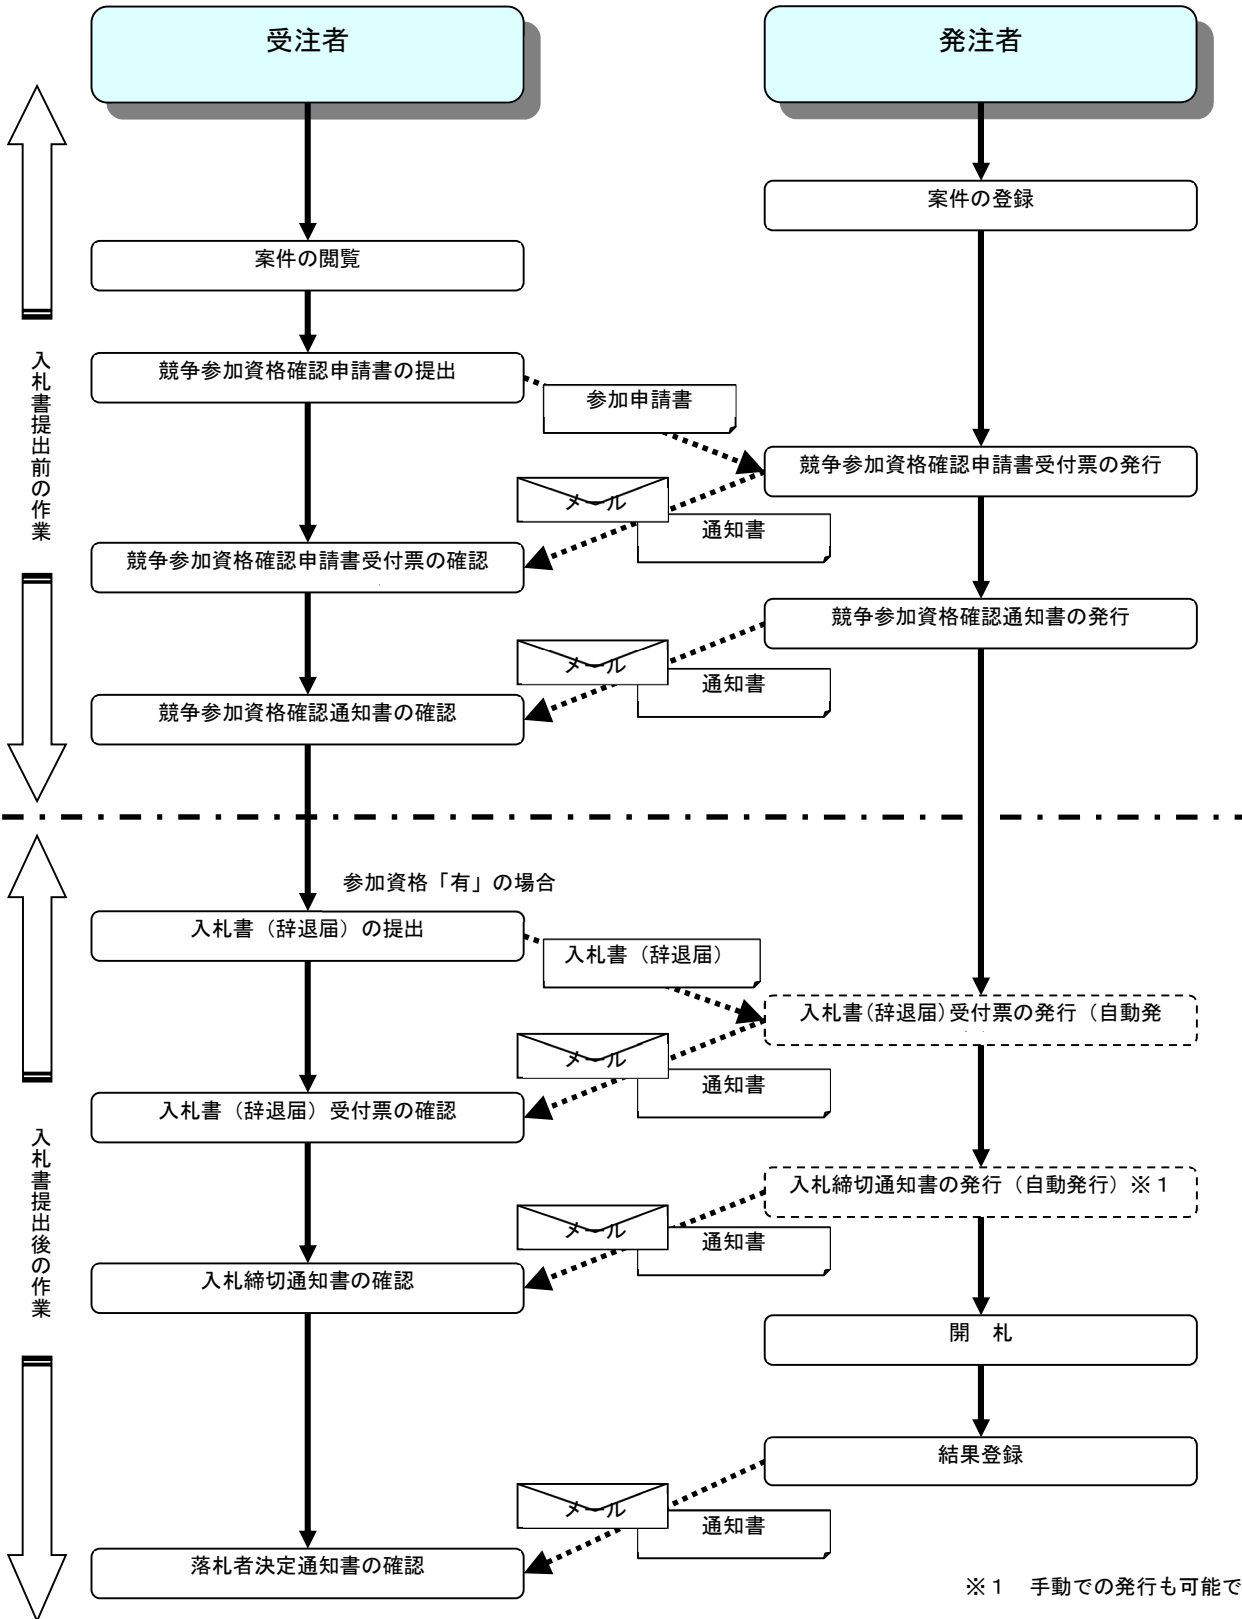 受注者
発注者
案件の登録
案件の閲覧
競争参加資格確認申請書の提出
参加申請書
競争参加資格確認申請書受付票の発行
メール
通知書
競争参加資格確認申請書受付票の確認
競争参加資格確認通知書の発行
メール
通知書
競争参加資格確認通知書の確認
入札書提出前の作業
参加資格「有」の場合
入札書（辞退届）の提出
入札書（辞退届）
入札書(辞退届)受付票の発行（自動発
メール
通知書
入札書（辞退届）受付票の確認
入札締切通知書の発行（自動発行）※１
メール
通知書
入札締切通知書の確認
開　札
結果登録
メール
通知書
落札者決定通知書の確認
入札書提出後の作業
※１　手動での発行も可能で